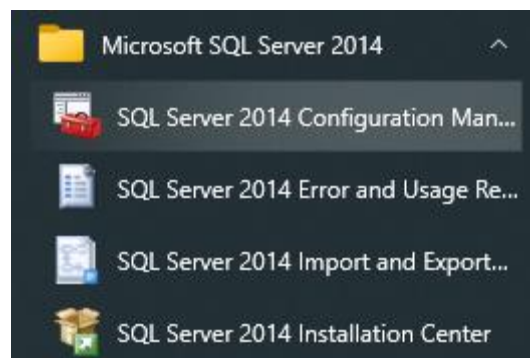 Microsoft SQL Server 2014
SQL Server 2014 Configuration Man...
SQL Server 2014 Error and Usage Re...
SQL Server 2014 Import and Export...
SQL Server 2014 Installation Center